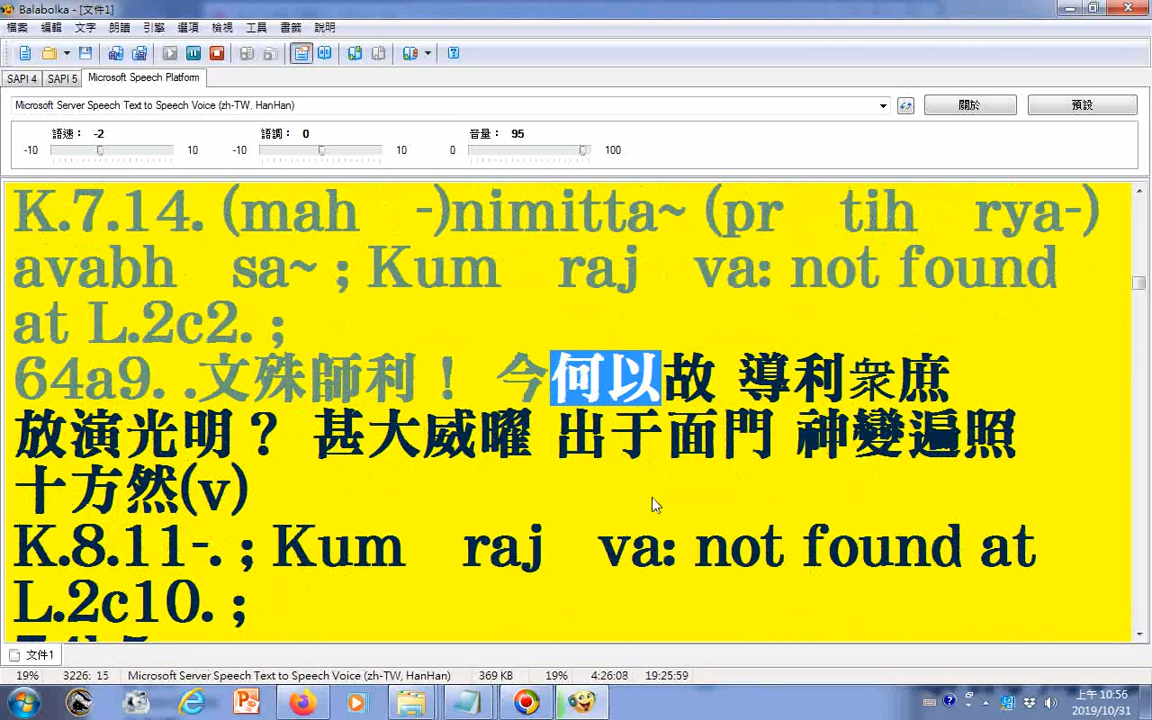 Balabolka - [文件1]
檔案 編輯 文字 朗讀 引擎 選項 檢視 工具 書籤 說明
SAPI 4 SAPI 5 Microsoft Speech Platform
Microsoft Server Speech Text to Speech Voice (zh-TW, HanHan) 關於 預設
語速： -2 語調： 0 音量： 95
-10 10 -10 10 0 100
K.7.14. (mah -)nimitta~ (pr tih rya-)
avabh sa~ ; Kum raj va: not found
at L.2c2. ;
64a9. .文殊師利！ 今何以故 導利衆庶
放演光明？ 甚大威曜 出于面門 神變遍照
十方然(v)
K.8.11-. ; Kum raj va: not found at
L.2c10. ;
文件1
19% 3226: 15 Microsoft Server Speech Text to Speech Voice (zh-TW, HanHan) 369 KB 19% 4:26:08 19:25:59
上午 10:56
2019/10/31